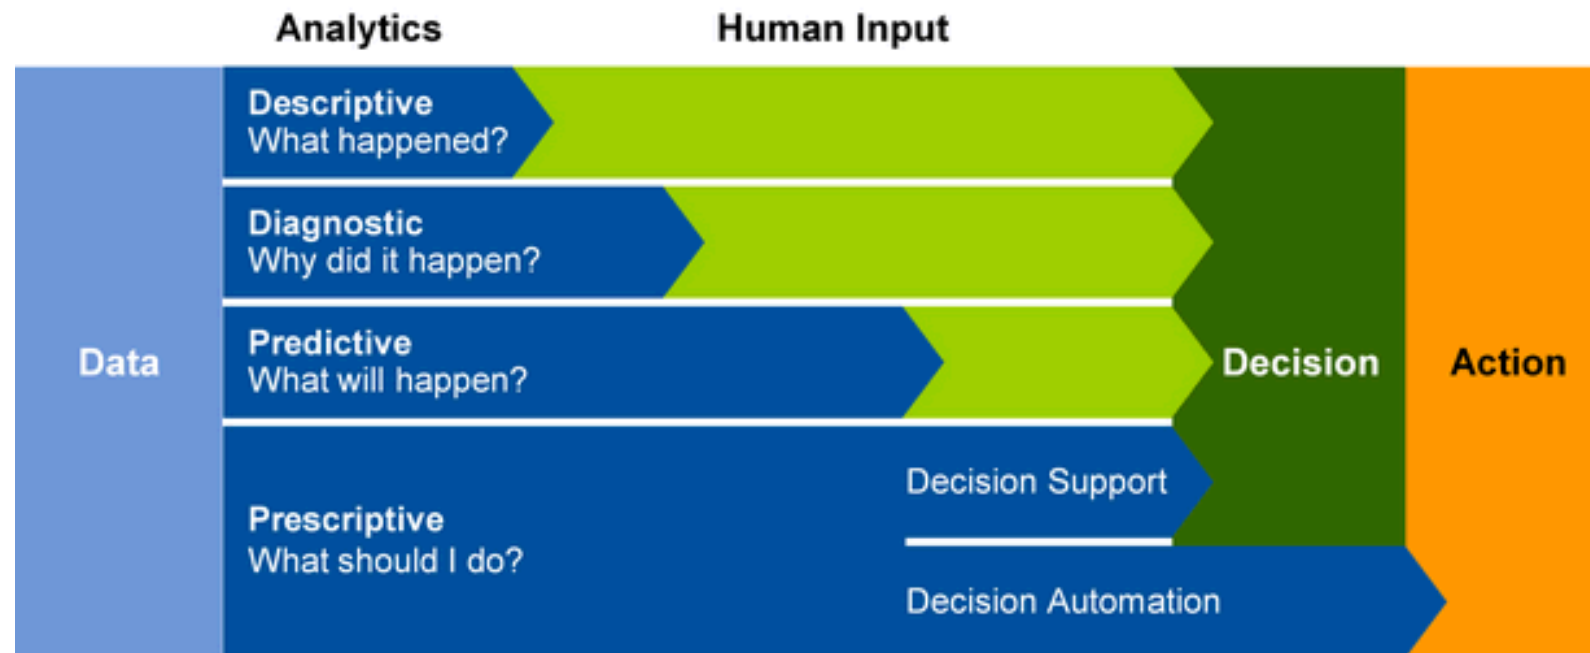 Analytics
Human Input
Data
Descriptive
What happened?
Diagnostic
Why did it happen?
Predictive
What will happen?
Prescriptive
What should I do?
Decision Support
Decision Automation
Decision
Action